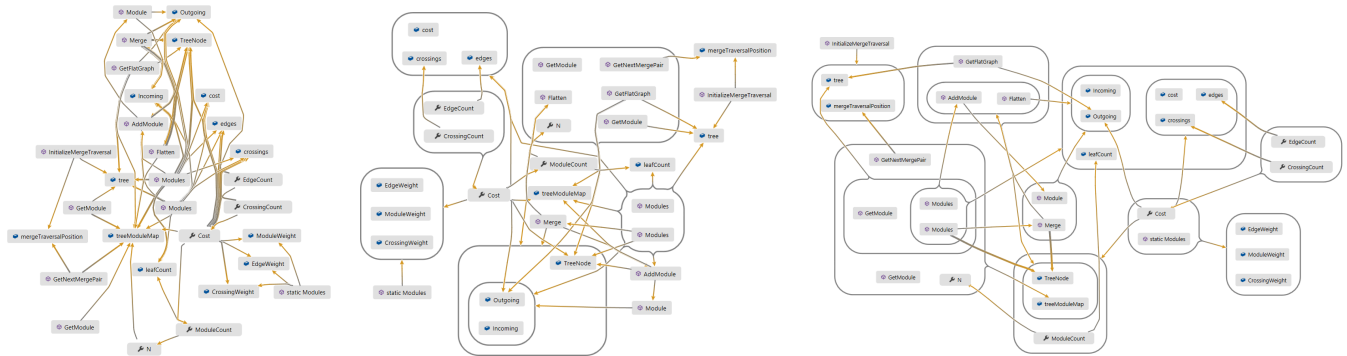 Module
Outgoing
Merge
TreeNode
GetFlatGraph
Incoming
cost
AddModule
edges
InitializeMergeTraversal
Flatten
crossings
tree
Modules
EdgeCount
GetModule
Modules
CrossingCount
mergeTraversalPosition
treeModuleMap
Cost
ModuleWeight
GetNextMergePair
leafCount
EdgeWeight
CrossingWeight
static Modules
GetModule
ModuleCount
N
cost
crossings
edges
GetModule
GetNextMergePair
mergeTraversalPosition
EdgeCount
Flatten
GetFlatGraph
InitializeMergeTraversal
CrossingCount
N
GetModule
tree
ModuleCount
leafCount
EdgeWeight
Cost
treeModuleMap
Modules
ModuleWeight
Merge
Modules
CrossingWeight
TreeNode
AddModule
static Modules
Outgoing
Module
Incoming
InitializeMergeTraversal
GetFlatGraph
tree
AddModule
Flatten
Incoming
cost
edges
mergeTraversalPosition
Outgoing
crossings
EdgeCount
GetNextMergePair
leafCount
CrossingCount
GetModule
Modules
Module
Cost
Modules
Merge
static Modules
EdgeWeight
GetModule
N
TreeNode
ModuleWeight
treeModuleMap
CrossingWeight
ModuleCount